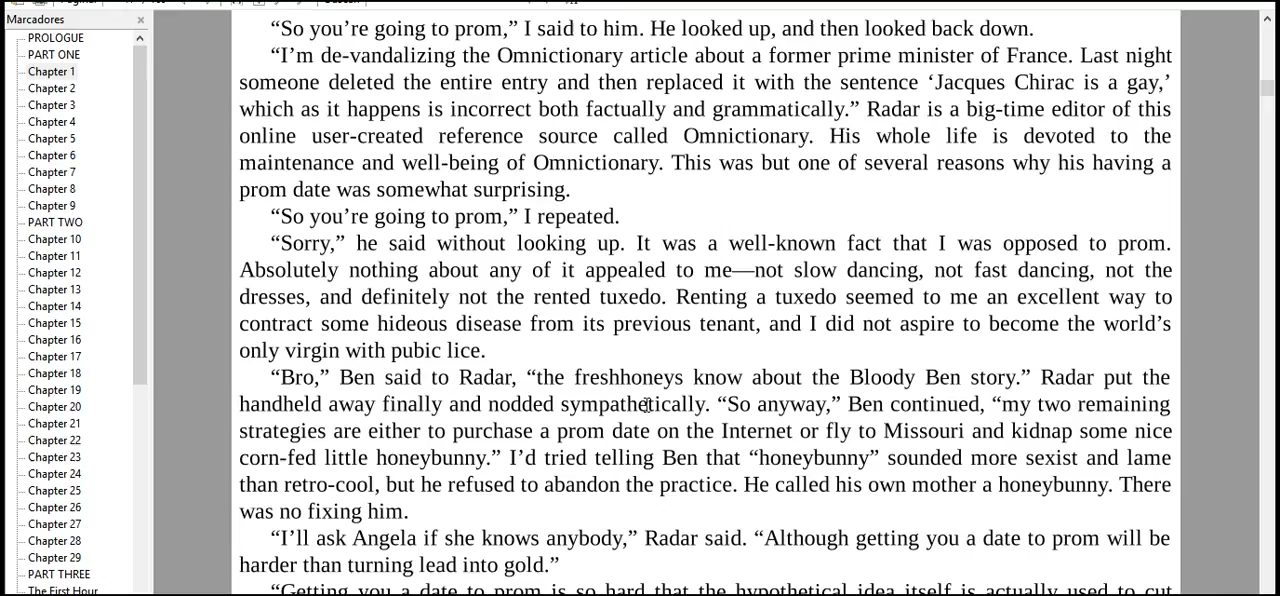 Marcadores
PROLOGUE
PART ONE
Chapter 1
Chapter 2
Chapter 3
Chapter 4
Chapter 5
Chapter 6
Chapter 7
Chapter 8
Chapter 9
PART TWO
Chapter 10
Chapter 11
Chapter 12
Chapter 13
Chapter 14
Chapter 15
Chapter 16
Chapter 17
Chapter 18
Chapter 19
Chapter 20
Chapter 21
Chapter 22
Chapter 23
Chapter 24
Chapter 25
Chapter 26
Chapter 27
Chapter 28
Chapter 29
PART THREE
The First Hour
“So you’re going to prom,” I said to him. He looked up, and then looked back down.
“I’m de-vandalizing the Omnictionary article about a former prime minister of France. Last night
someone deleted the entire entry and then replaced it with the sentence ‘Jacques Chirac is a gay,’
which as it happens is incorrect both factually and grammatically.” Radar is a big-time editor of this
online user-created reference source called Omnictionary. His whole life is devoted to the
maintenance and well-being of Omnictionary. This was but one of several reasons why his having a
prom date was somewhat surprising.
“So you’re going to prom,” I repeated.
“Sorry,” he said without looking up. It was a well-known fact that I was opposed to prom.
Absolutely nothing about any of it appealed to me—not slow dancing, not fast dancing, not the
dresses, and definitely not the rented tuxedo. Renting a tuxedo seemed to me an excellent way to
contract some hideous disease from its previous tenant, and I did not aspire to become the world’s
only virgin with pubic lice.
“Bro,” Ben said to Radar, “the freshhoneys know about the Bloody Ben story.” Radar put the
handheld away finally and nodded sympathetically. “So anyway,” Ben continued, “my two remaining
strategies are either to purchase a prom date on the Internet or fly to Missouri and kidnap some nice
corn-fed little honeybunny.” I’d tried telling Ben that “honeybunny” sounded more sexist and lame
than retro-cool, but he refused to abandon the practice. He called his own mother a honeybunny. There
was no fixing him.
“I’ll ask Angela if she knows anybody,” Radar said. “Although getting you a date to prom will be
harder than turning lead into gold.”
“Getting you a date to prom is so hard that the hypothetical idea itself is actually used to cut